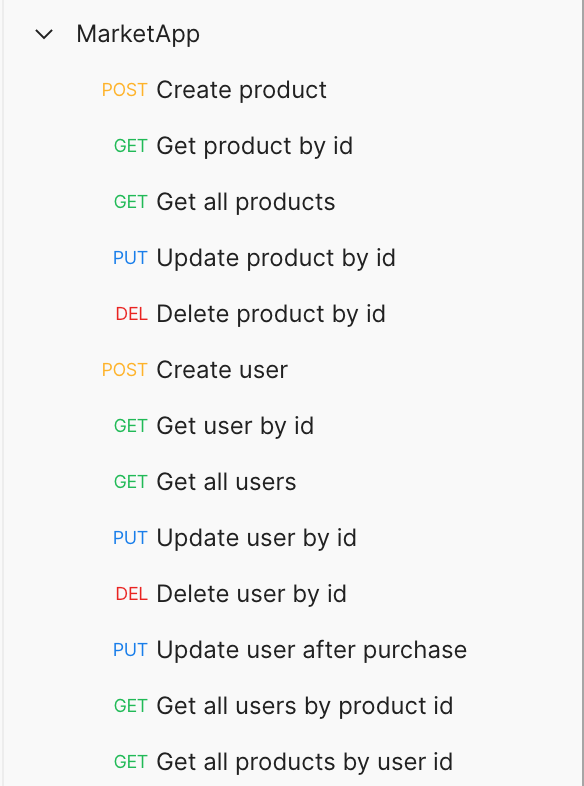 MarketApp
POST Create product
GET Get product by id
GET Get all products
PUT Update product by id
DEL Delete product by id
POST Create user
GET Get user by id
GET Get all users
PUT Update user by id
DEL Delete user by id
PUT Update user after purchase
GET Get all users by product id
GET Get all products by user id